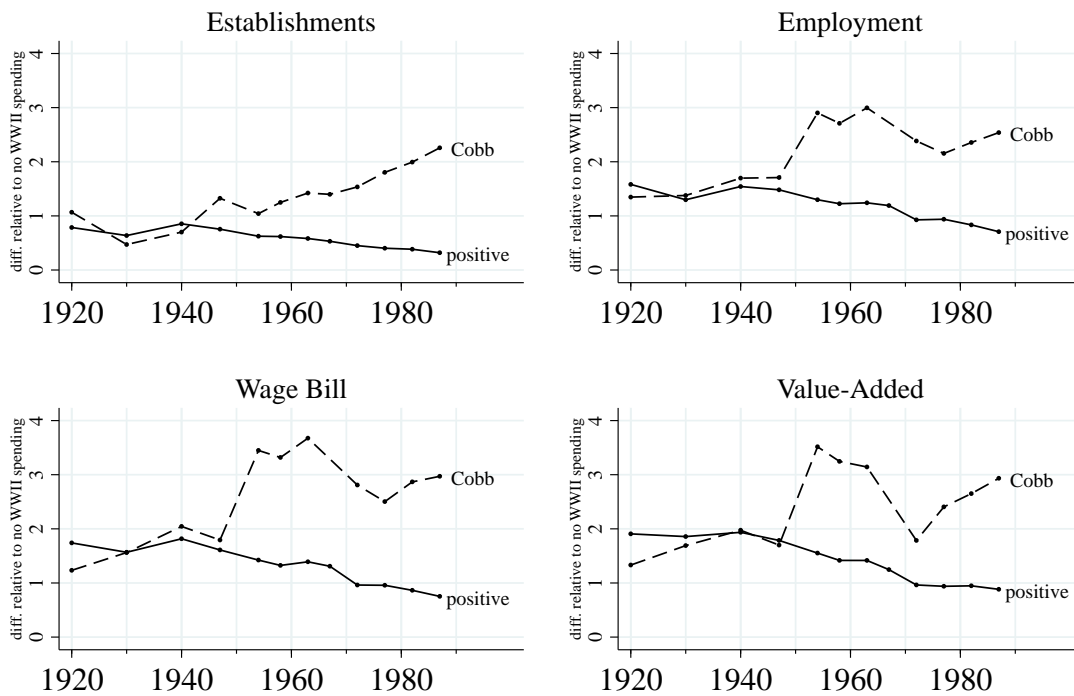 Establishments
diff. relative to no WWII spending
4
3
2
1
0
Cobb
positive
1920 1940 1960 1980
Employment
diff. relative to no WWII spending
4
3
2
1
0
Cobb
positive
1920 1940 1960 1980
Wage Bill
diff. relative to no WWII spending
4
3
2
1
0
Cobb
positive
1920 1940 1960 1980
Value-Added
diff. relative to no WWII spending
4
3
2
1
0
Cobb
positive
1920 1940 1960 1980